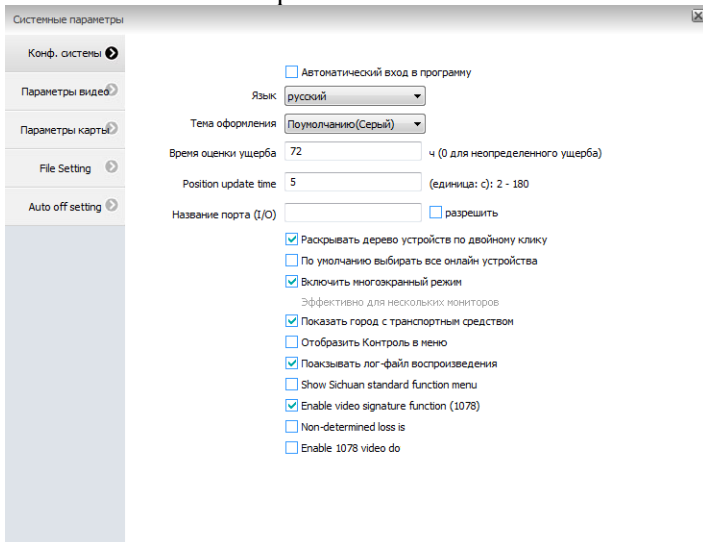 Системные параметры
Конф. системы
Параметры видео
Параметры карты
File Setting
Auto off setting
Автоматический вход в программу
Язык русский
Тема оформления Поумолчанию(Серый)
Время оценки ущерба 72 ч (0 для неопределенного ущерба)
Position update time 5 (единица: с): 2 - 180
Название порта (I/O) разрешить
Раскрывать дерево устройств по двойному клику
По умолчанию выбирать все онлайн устройства
Включить многоэкранный режим
Эффективно для нескольких мониторов
Показать город с транспортным средством
Отобразить Контроль в меню
Поакзывать лог-файл воспроизведения
Show Sichuan standard function menu
Enable video signature function (1078)
Non-determined loss is
Enable 1078 video do